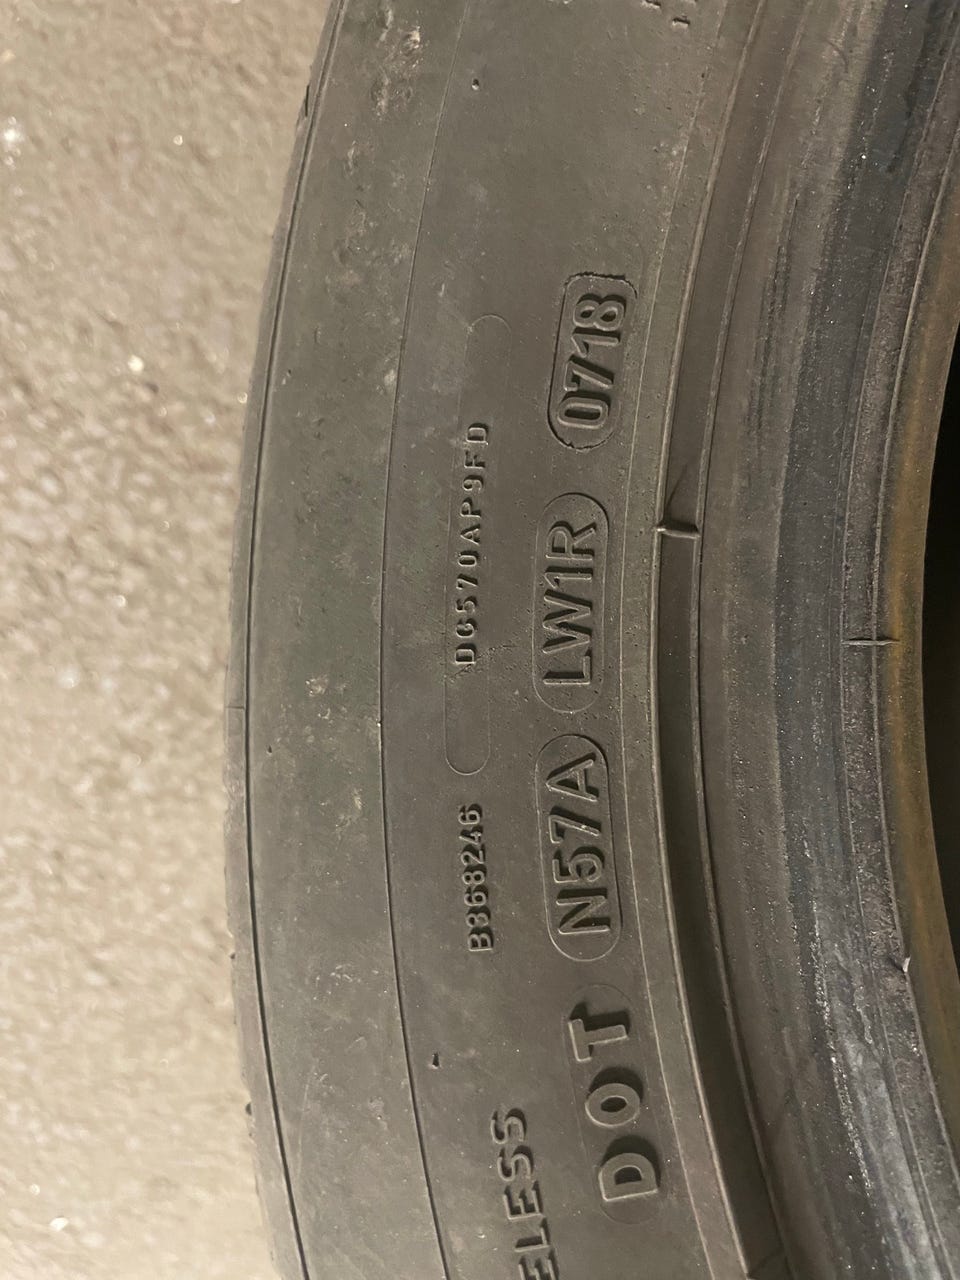 ELESS
B368246 DC570AP9FD
DOT N57A LW1R 0718